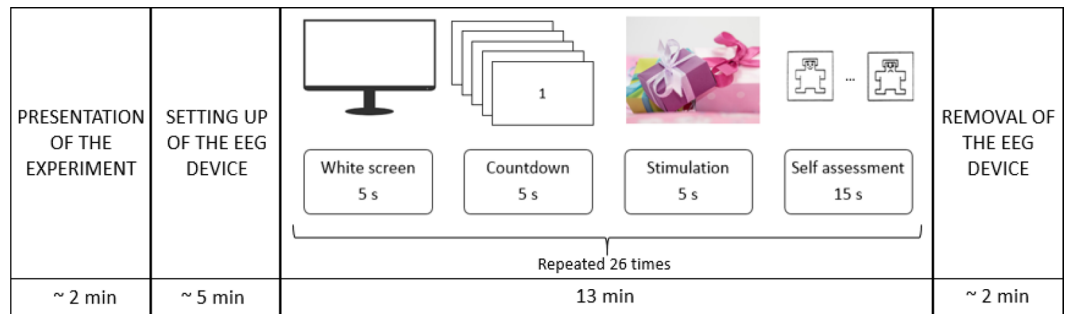 PRESENTATION
OF THE
EXPERIMENT
SETTING UP
OF THE EEG
DEVICE
1
...
White screen
5 s
Countdown
5 s
Stimulation
5 s
Self assessment
15 s
Repeated 26 times
REMOVAL OF
THE EEG
DEVICE
~ 2 min
~ 5 min
13 min
~ 2 min